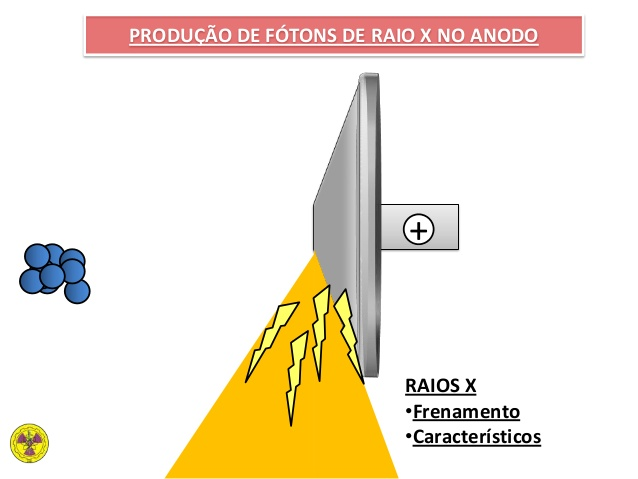 PRODUÇÃO DE FÓTONS DE RAIO X NO ANODO
+
RAIOS X
•Frenamento
•Característicos